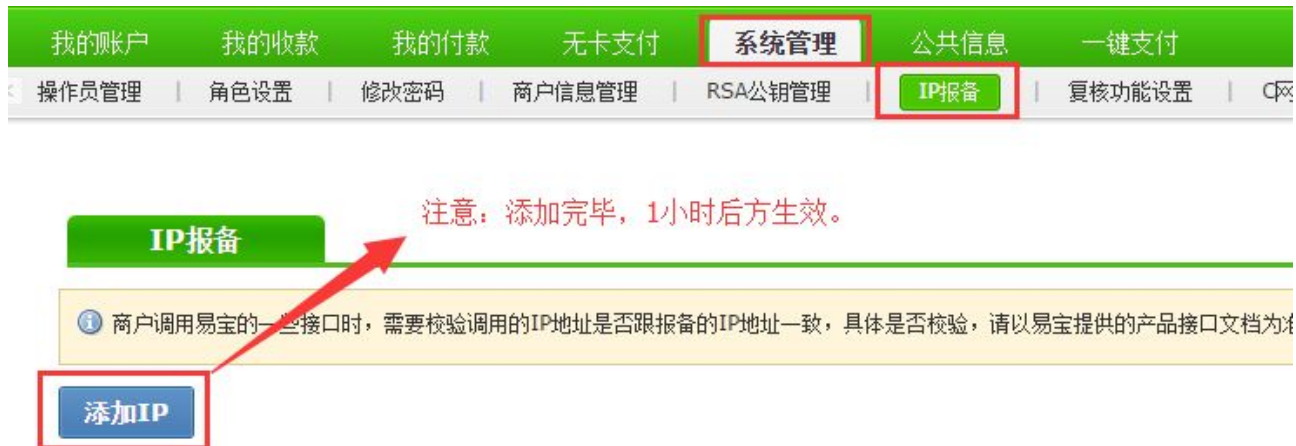 我的账户 我的收款 我的付款 无卡支付 系统管理 公共信息 一键支付
操作员管理 | 角色设置 | 修改密码 | 商户信息管理 | RSA公钥管理 | IP报备 | 复核功能设置 |
注意：添加完毕，1小时后方生效。
IP报备
商户调用易宝的一些接口时，需要校验调用的IP地址是否跟报备的IP地址一致，具体是否校验，请以易宝提供的产品接口文档为准
添加IP